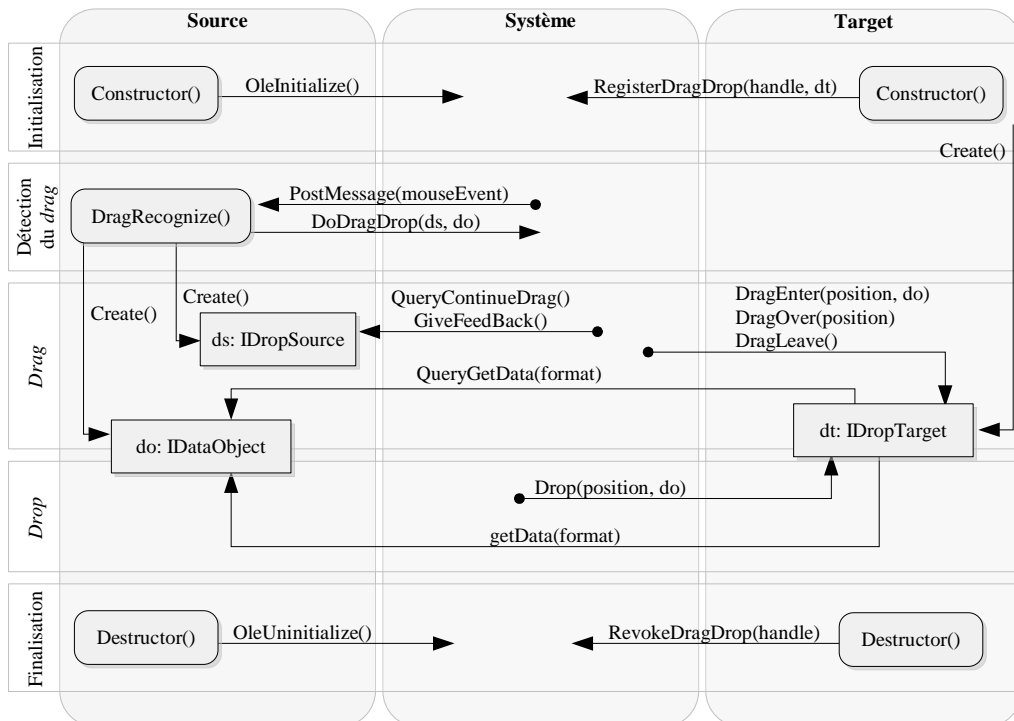 Source
Système
Target
Initialisation
Constructor()
OleInitialize()
RegisterDragDrop(handle, dt)
Constructor()
Create()
Détection
du drag
DragRecognize()
PostMessage(mouseEvent)
DoDragDrop(ds, do)
Drag
Create()
Create()
ds: IDropSource
QueryContinueDrag()
GiveFeedBack()
DragEnter(position, do)
DragOver(position)
DragLeave()
QueryGetData(format)
do: IDataObject
dt: IDropTarget
Drop
Drop(position, do)
getData(format)
Finalisation
Destructor()
OleUninitialize()
RevokeDragDrop(handle)
Destructor()